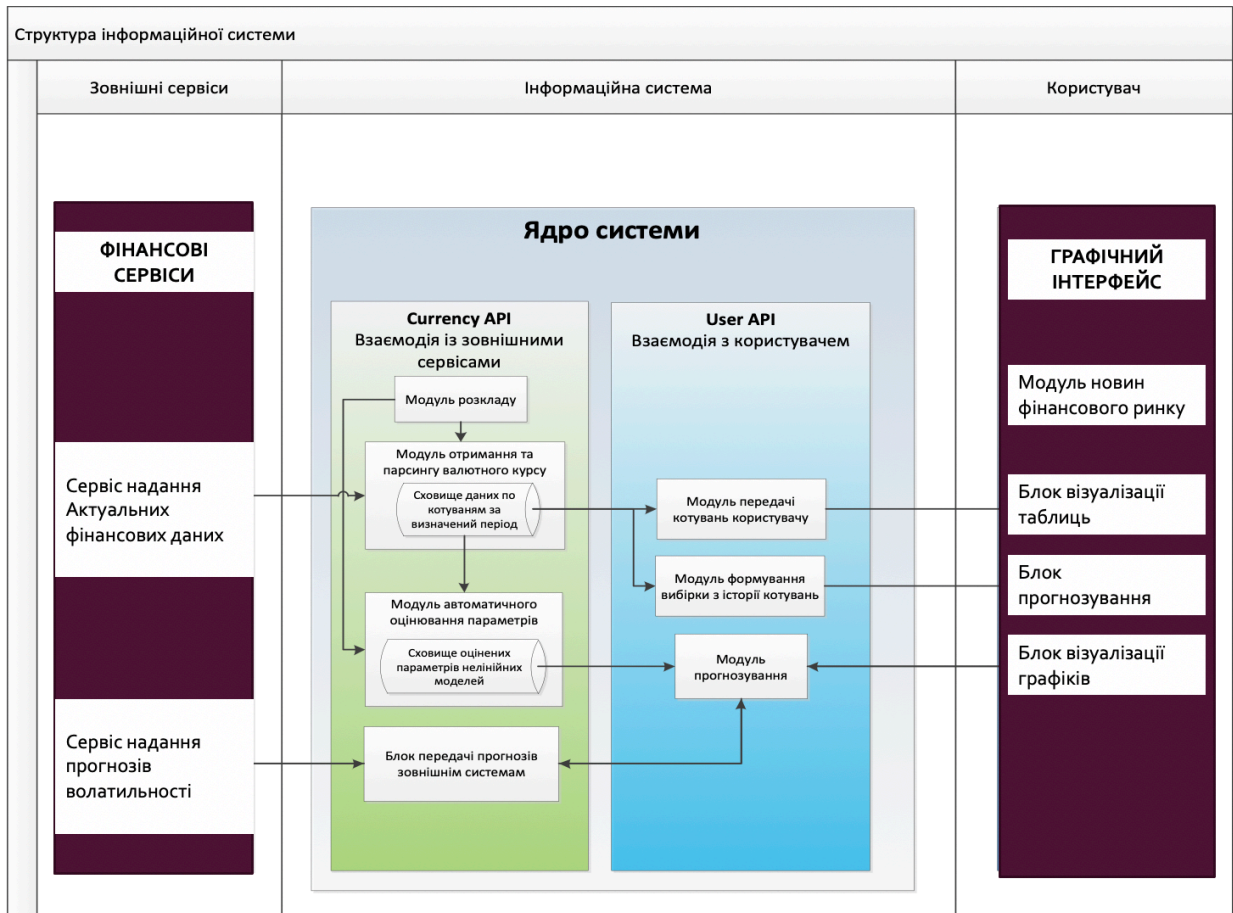 Структура інформаційної системи
Зовнішні сервіси
Інформаційна система
Користувач
ФІНАНСОВІ
СЕРВІСИ
Сервіс надання
Актуальних
фінансових даних
Сервіс надання
прогнозів
волатильності
Ядро системи
Currency API
Взаємодія із зовнішними
сервісами
Модуль розкладу
Модуль отримання та
парсингу валютного курсу
Сховище даних по
котуваням за
визначений період
Модуль автоматичного
оцінювання параметрів
Сховище оцінених
параметрів нелінійних
моделей
Блок передачі прогнозів
зовнішнім системам
User API
Взаємодія з користувачем
Модуль передачі
котувань користувачу
Модуль формування
вибірки з історії котувань
Модуль
прогнозування
ГРАФІЧНИЙ
ІНТЕРФЕЙС
Модуль новин
фінансового ринку
Блок візуалізації
таблиць
Блок
прогнозування
Блок візуалізації
графіків